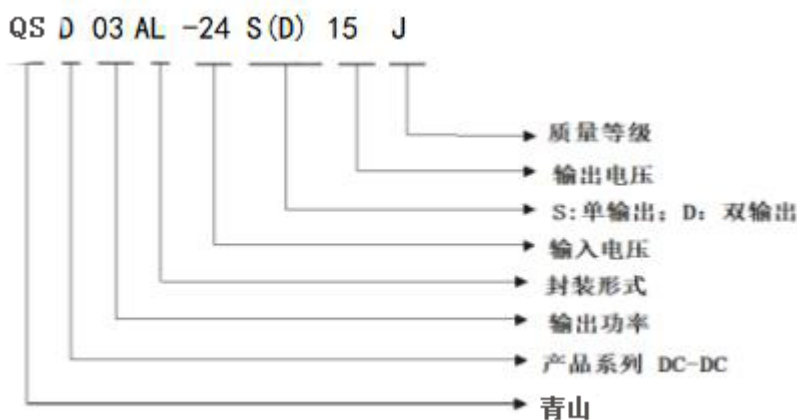 QS D 03 AL -24 S(D) 15 J
质量等级
输出电压
S:单输出；D：双输出
输入电压
封装形式
输出功率
产品系列 DC-DC
青山